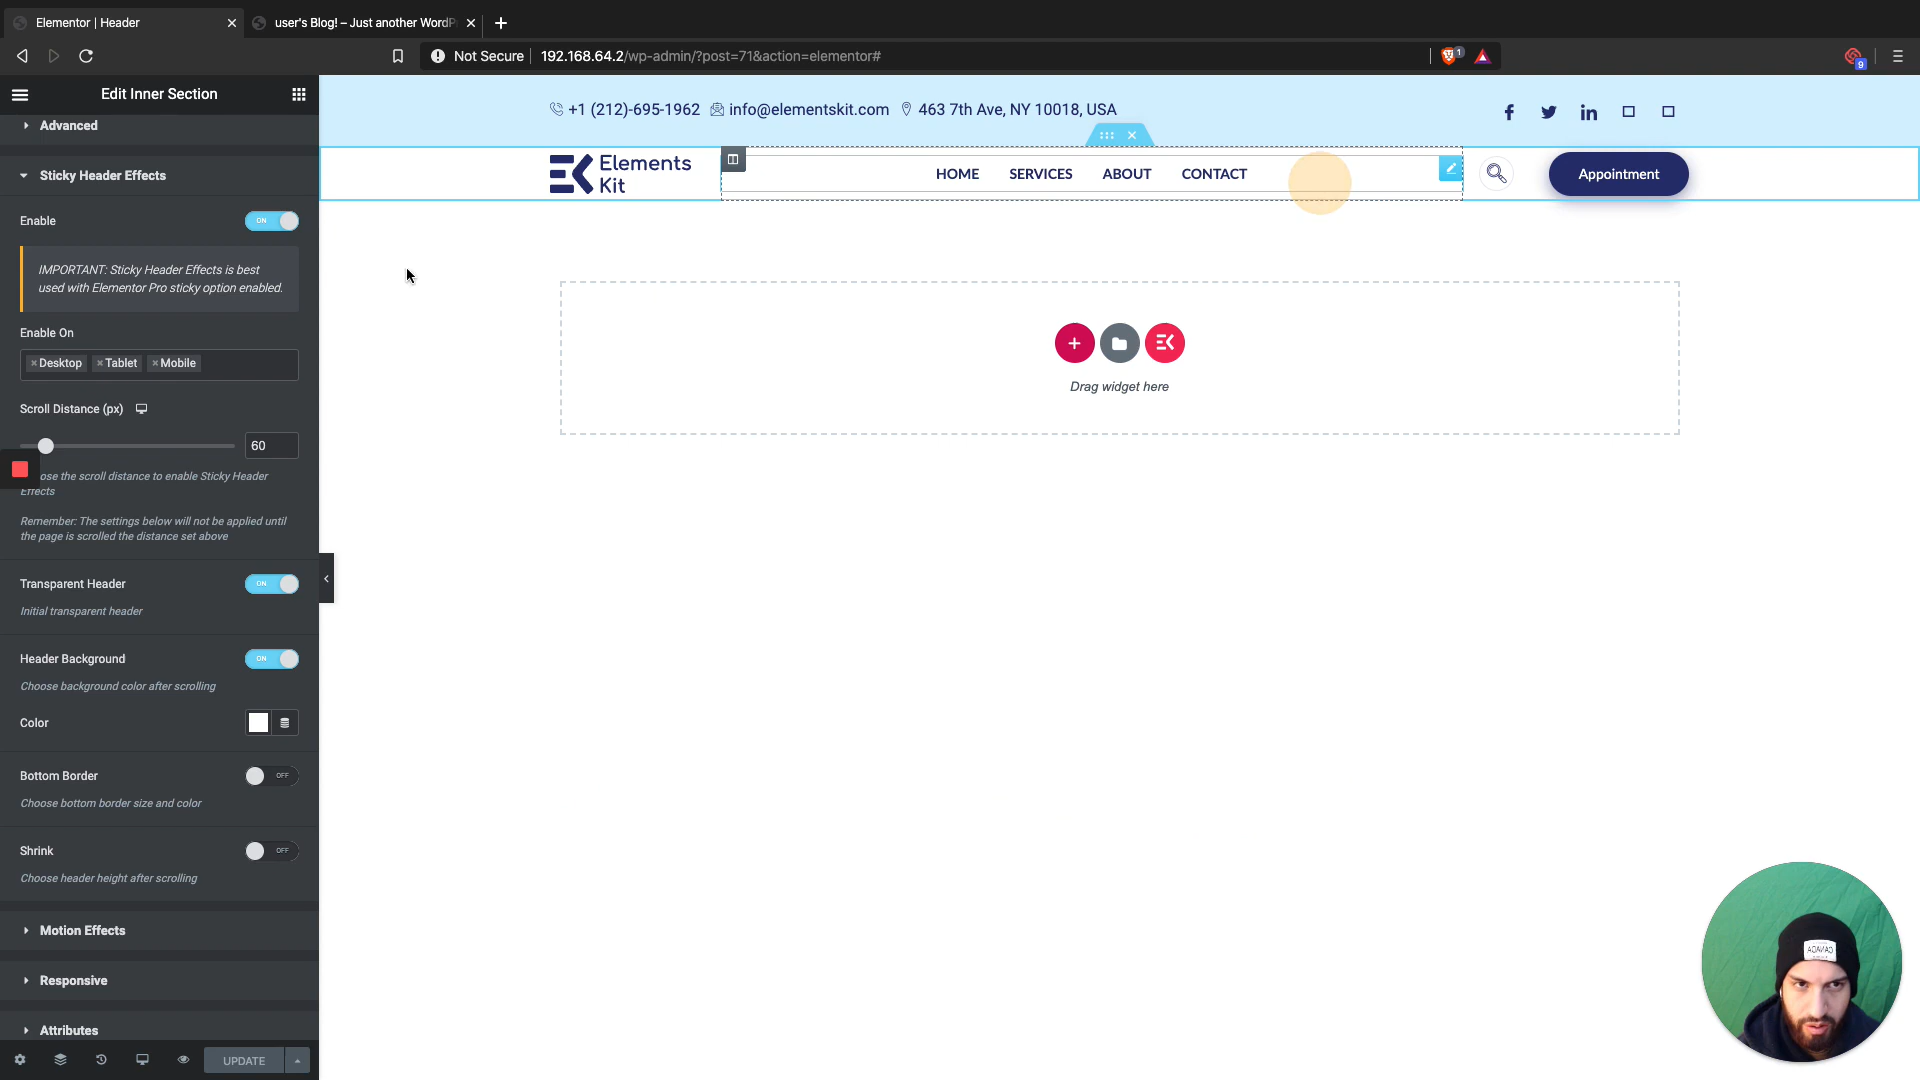 Elementor | Header
user's Blog! – Just another WordP
Not Secure
192.168.64.2/wp-admin/?post=71&action=elementor#
1
9
Edit Inner Section
Advanced
Sticky Header Effects
Enable
ON
IMPORTANT: Sticky Header Effects is best
used with Elementor Pro sticky option enabled.
Enable On
×Desktop ×Tablet ×Mobile
Scroll Distance (px)
60
ose the scroll distance to enable Sticky Header
Effects
Remember: The settings below will not be applied until
the page is scrolled the distance set above
Transparent Header
ON
Initial transparent header
Header Background
ON
Choose background color after scrolling
Color
Bottom Border
OFF
Choose bottom border size and color
Shrink
OFF
Choose header height after scrolling
Motion Effects
Responsive
Attributes
UPDATE
+1 (212)-695-1962 info@elementskit.com 463 7th Ave, NY 10018, USA
Elements
Kit
HOME SERVICES ABOUT CONTACT
Appointment
Drag widget here